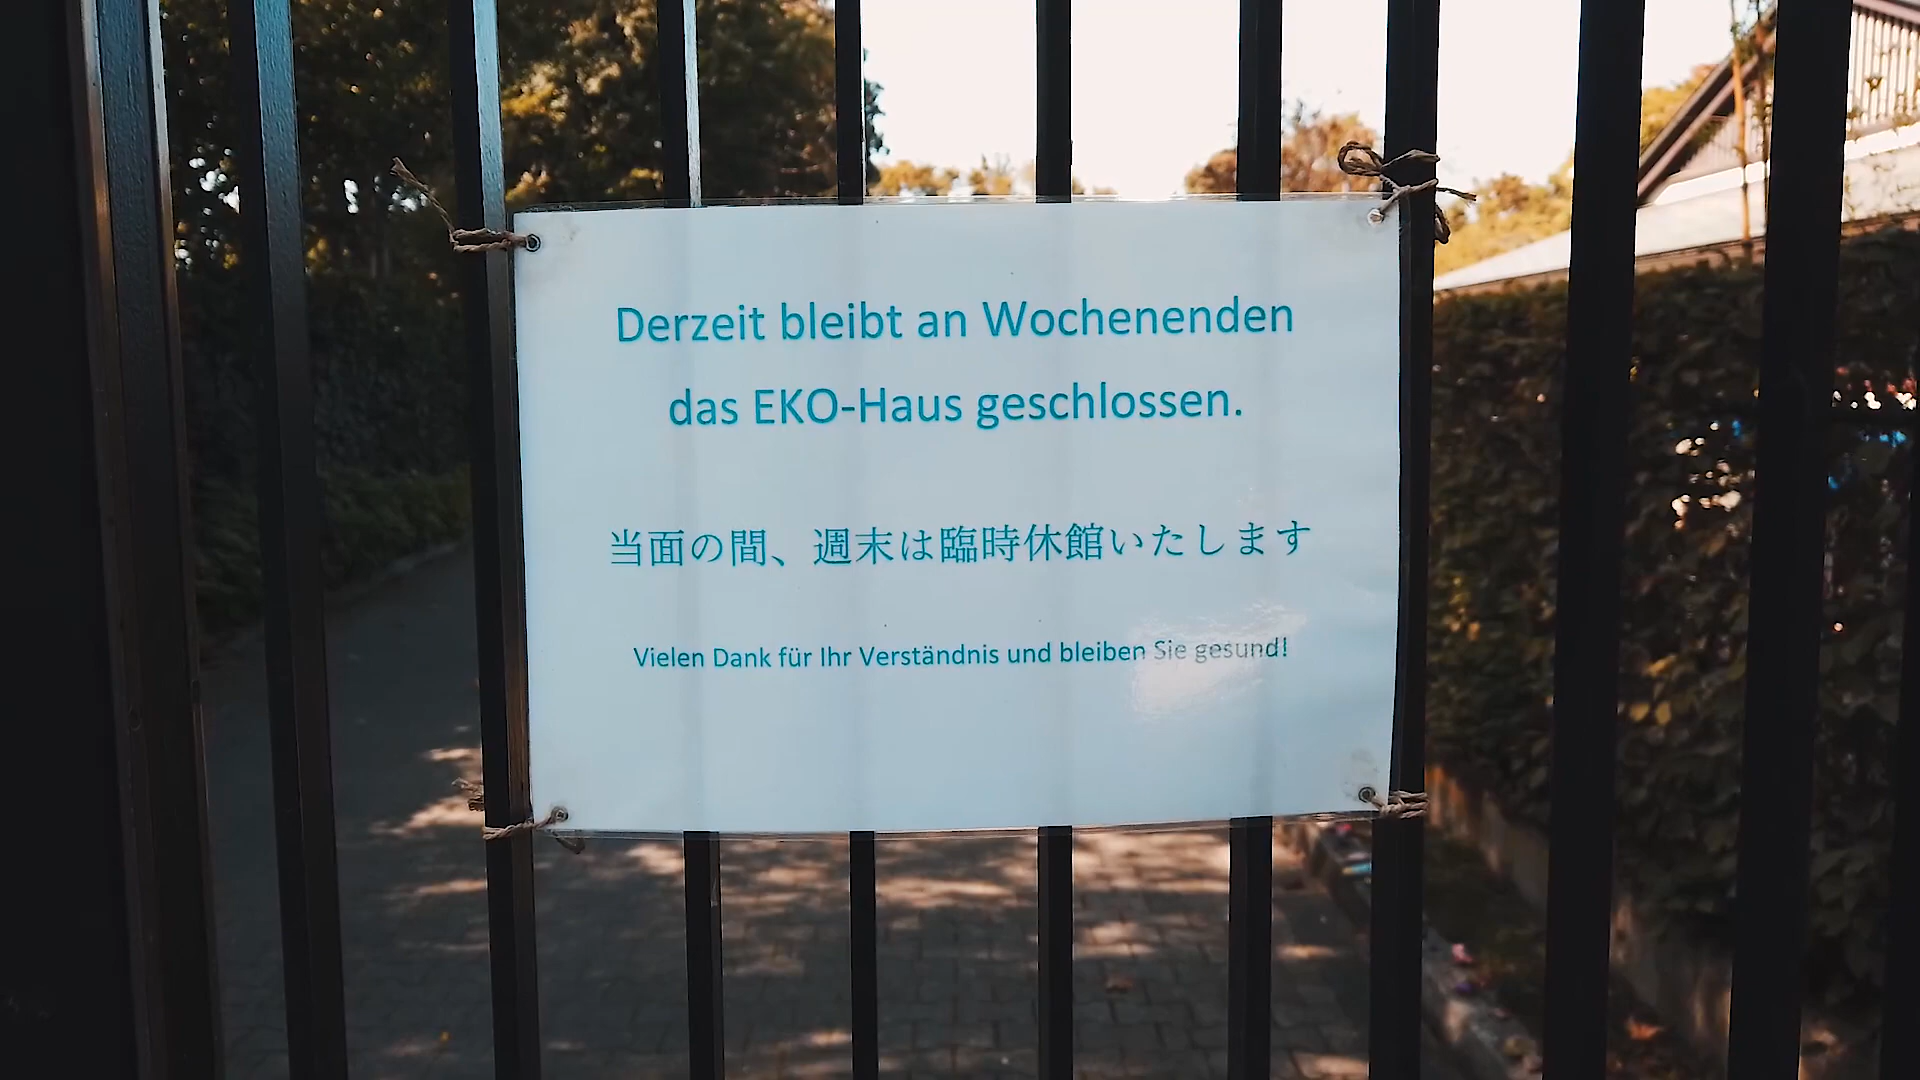 Derzeit bleibt an Wochenenden
das EKO-Haus geschlossen.
当面の間、週末は臨時休館いたします
Vielen Dank für Ihr Verständnis und bleiben Sie gesund!